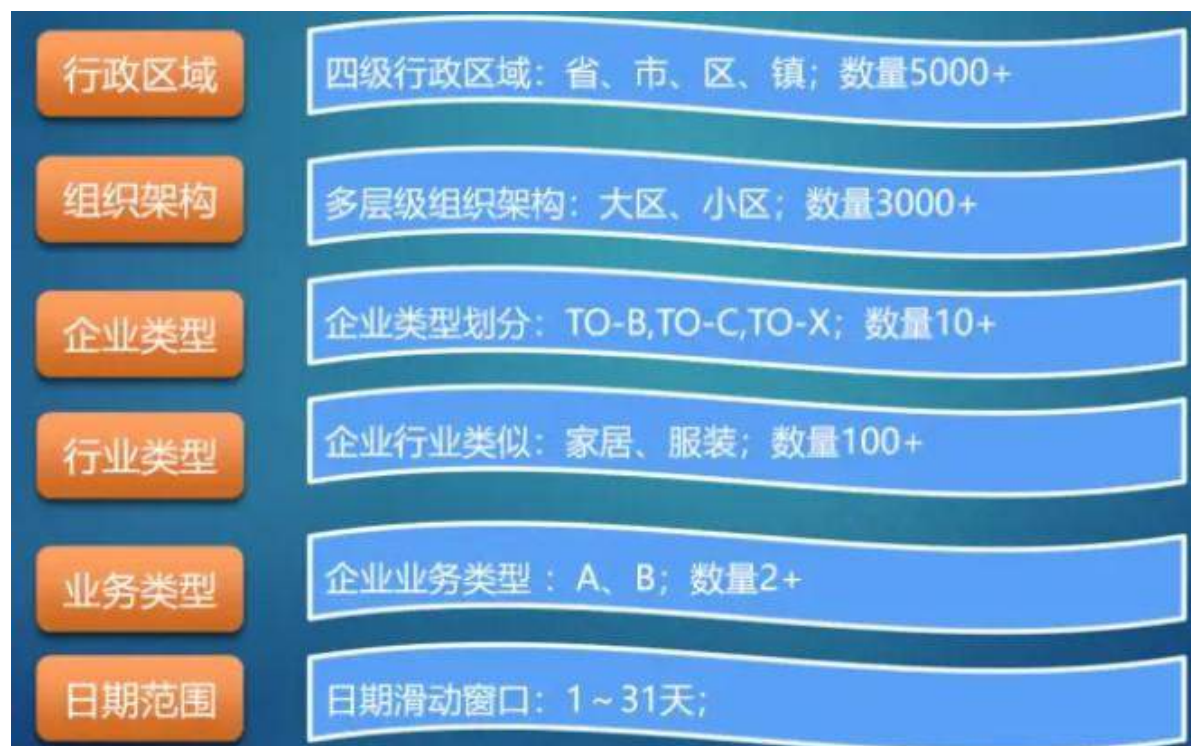 行政区域
四级行政区域：省、市、区、镇；数量5000+
组织架构
多层级组织架构：大区、小区；数量3000+
企业类型
企业类型划分：TO-B,TO-C,TO-X；数量10+
行业类型
企业行业类似：家居、服装；数量100+
业务类型
企业业务类型 ：A、B；数量2+
日期范围
日期滑动窗口：1～31天；